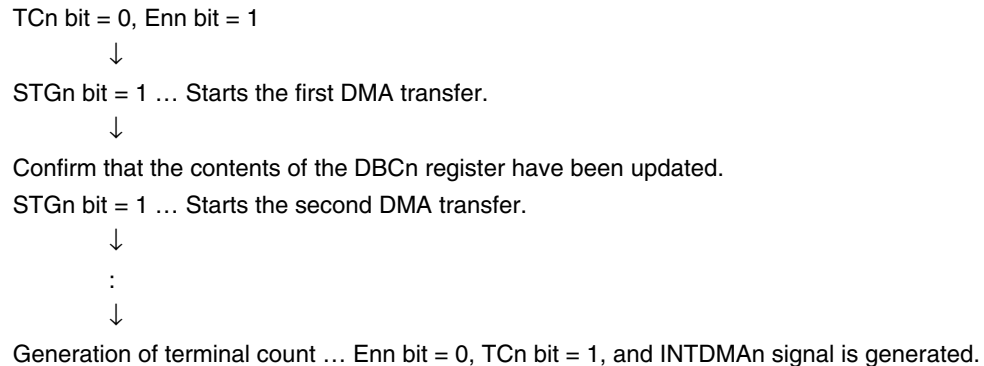 TCn bit = 0, Enn bit = 1
↓
STGn bit = 1 … Starts the first DMA transfer.
↓
Confirm that the contents of the DBCn register have been updated.
STGn bit = 1 … Starts the second DMA transfer.
↓
:
↓
Generation of terminal count … Enn bit = 0, TCn bit = 1, and INTDMAn signal is generated.